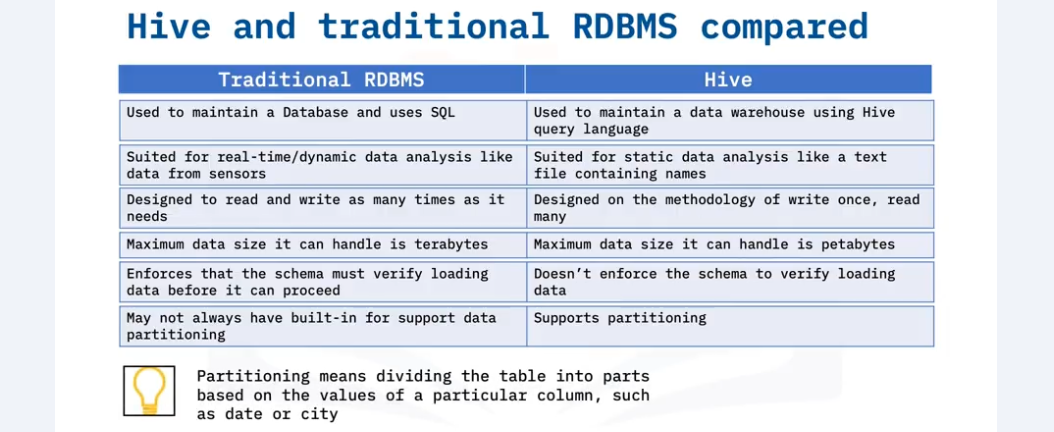 Hive and traditional RDBMS compared
Traditional RDBMS
Hive
Used to maintain a Database and uses SQL
Used to maintain a data warehouse using Hive
query language
Suited for real-time/dynamic data analysis like
data from sensors
Suited for static data analysis like a text
file containing names
Designed to read and write as many times as it
needs
Designed on the methodology of write once, read
many
Maximum data size it can handle is terabytes
Maximum data size it can handle is petabytes
Enforces that the schema must verify loading
data before it can proceed
Doesn’t enforce the schema to verify loading
data
May not always have built-in for support data
partitioning
Supports partitioning
Partitioning means dividing the table into parts
based on the values of a particular column, such
as date or city